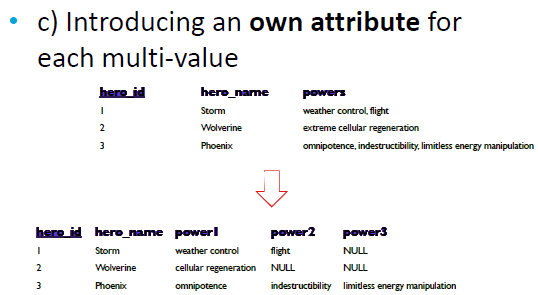 • c) Introducing an own attribute for
each multi-value
hero_id hero_name powers
1 Storm weather control, flight
2 Wolverine extreme cellular regeneration
3 Phoenix omnipotence, indestructibility, limitless energy manipulation
hero_id hero_name power1 power2 power3
1 Storm weather control flight NULL
2 Wolverine cellular regeneration NULL NULL
3 Phoenix omnipotence indestructibility limitless energy manipulation